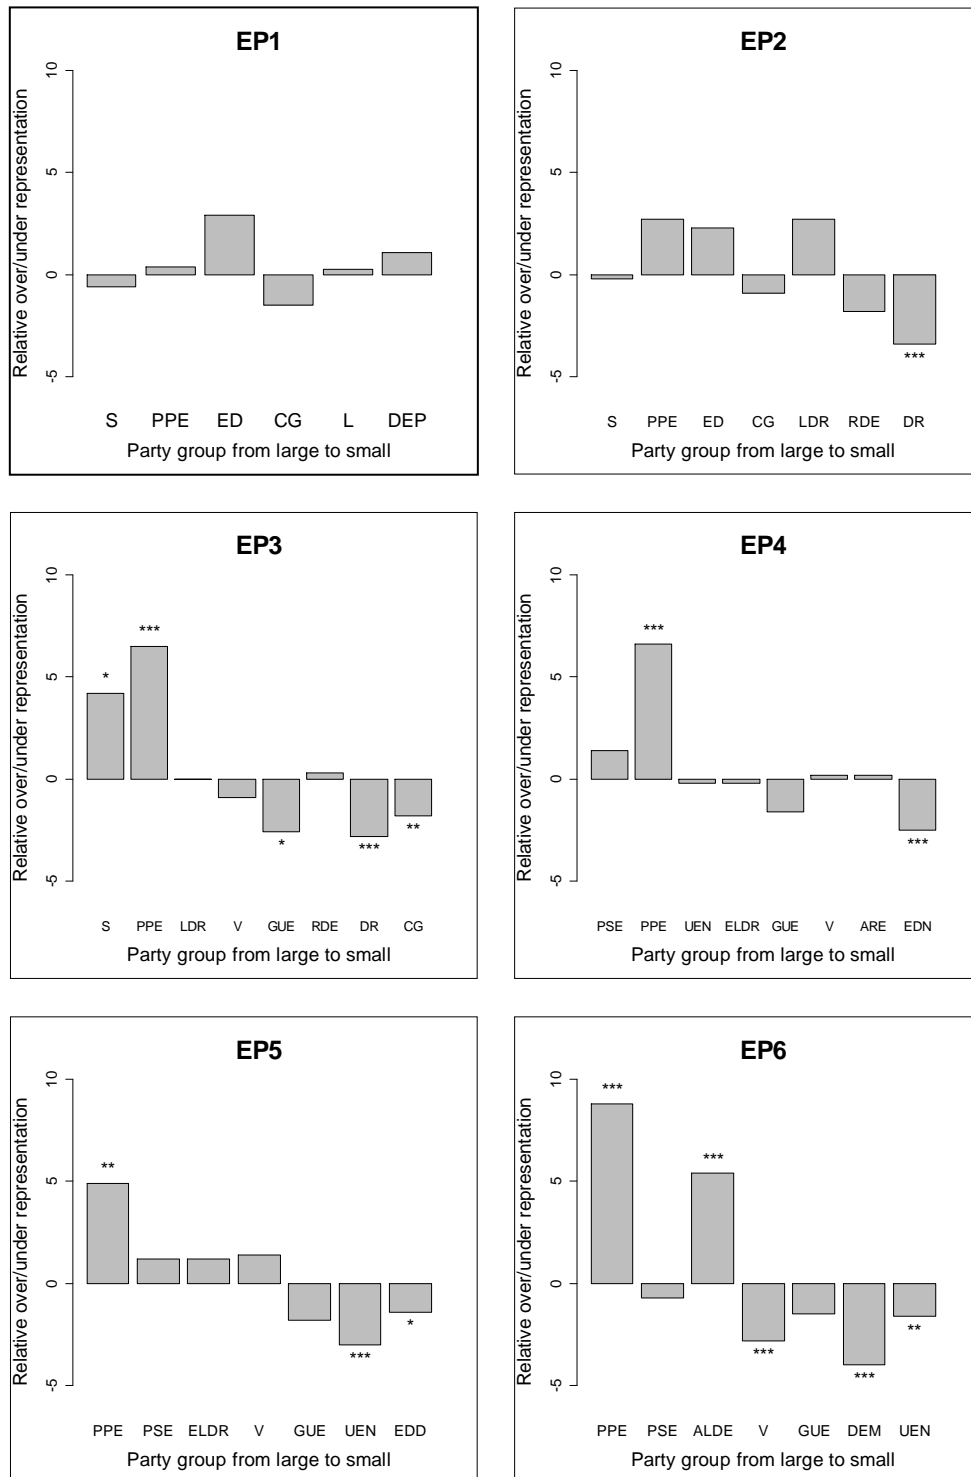 EP1
Relative over/under representation
10
5
0
-5
S PPE ED CG L DEP
Party group from large to small
EP2
Relative over/under representation
10
5
0
-5
***
S PPE ED CG LDR RDE DR
Party group from large to small
EP3
Relative over/under representation
10
5
0
-5
* *** * *** **
S PPE LDR V GUE RDE DR CG
Party group from large to small
EP4
Relative over/under representation
10
5
0
-5
*** ***
PSE PPE UEN ELDR GUE V ARE EDN
Party group from large to small
EP5
Relative over/under representation
10
5
0
-5
** *** *
PPE PSE ELDR V GUE UEN EDD
Party group from large to small
EP6
Relative over/under representation
10
5
0
-5
*** *** *** *** **
PPE PSE ALDE V GUE DEM UEN
Party group from large to small